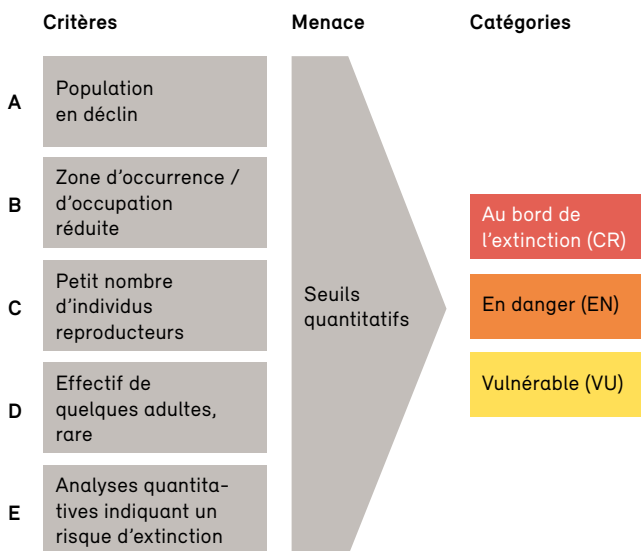 Critères
Menace
Catégories
A
Population
en déclin
B
Zone d'occurrence /
d'occupation
réduite
C
Petit nombre
d'individus
reproducteurs
D
Effectif de
quelques adultes,
rare
E
Analyses quantita-
tives indiquant un
risque d'extinction
Seuils
quantitatifs
Au bord de
l'extinction (CR)
En danger (EN)
Vulnérable (VU)